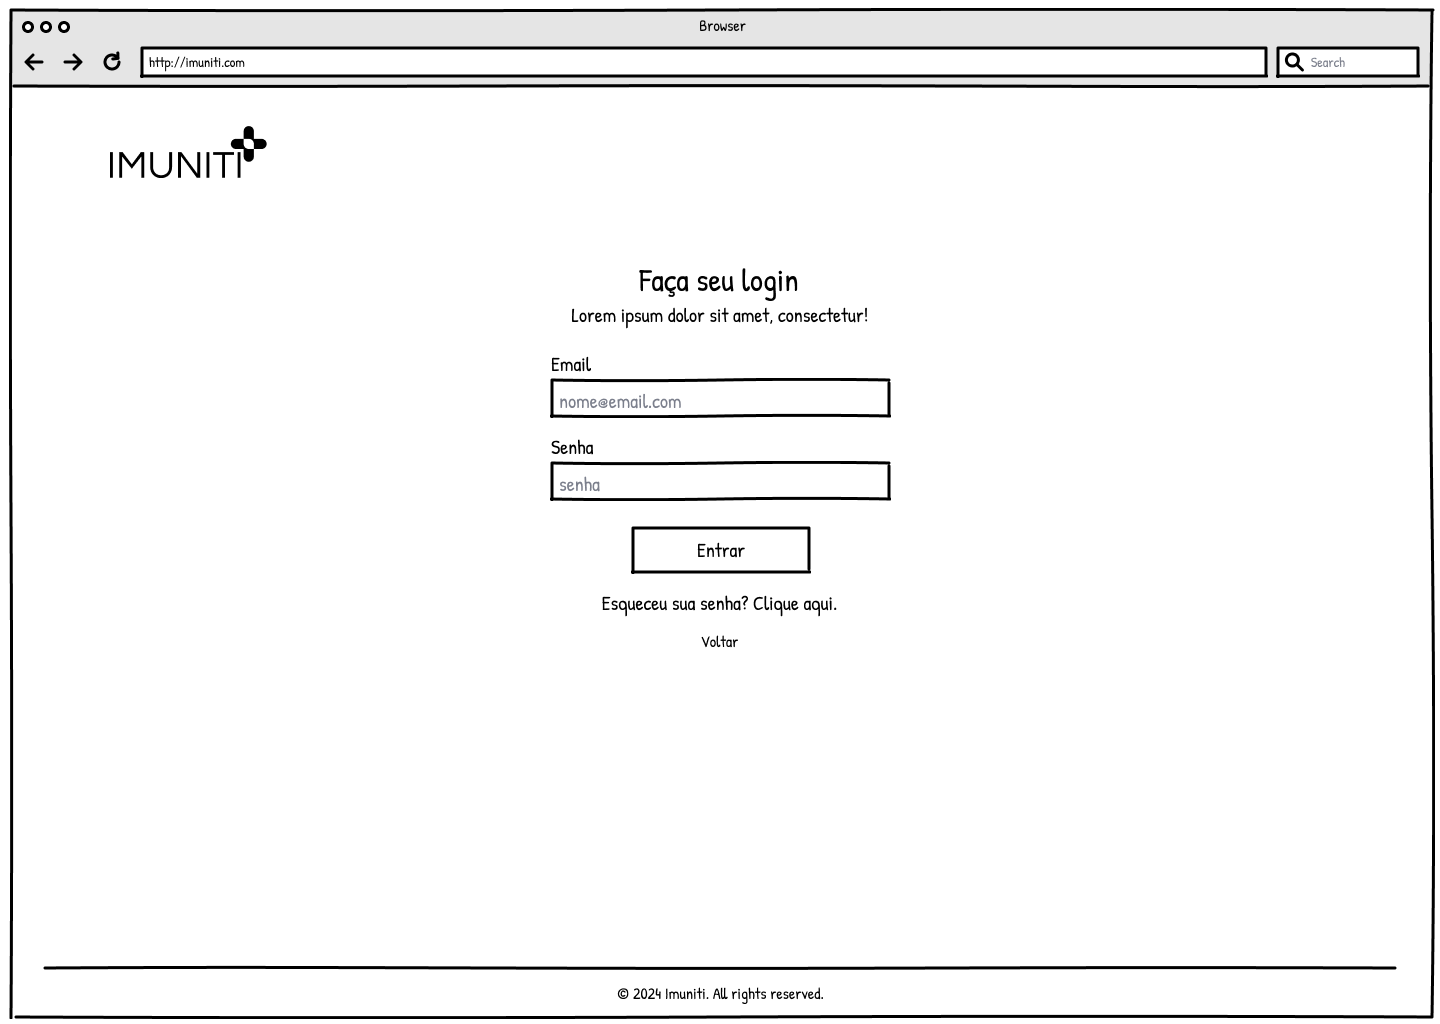 Browser
http://imuniti.com
Search
IMUNITI
Faça seu login
Lorem ipsum dolor sit amet, consectetur!
Email
nome@email.com
Senha
senha
Entrar
Esqueceu sua senha? Clique aqui.
Voltar
© 2024 Imuniti. All rights reserved.